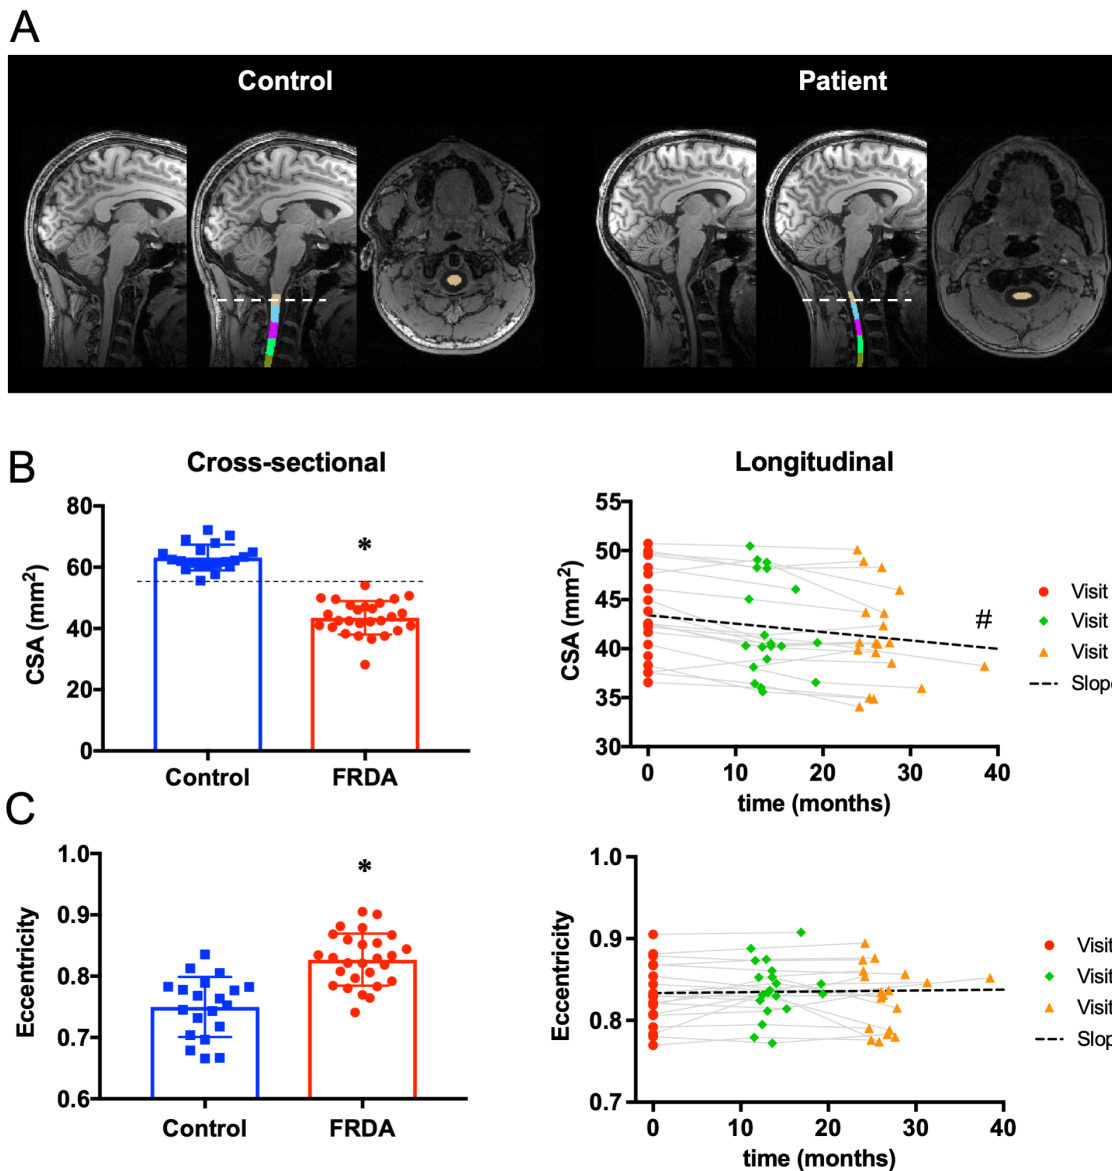 A
Control
Patient
B
Cross-sectional
CSA (mm2)
80
60
40
20
0
*
Control
FRDA
Longitudinal
CSA (mm2)
55
50
45
40
35
30
#
0
10
20
30
40
time (months)
Visit
Visit
Visit
Slop
C
Eccentricity
1.0
0.9
0.8
0.7
0.6
*
Control
FRDA
Eccentricity
1.0
0.9
0.8
0.7
0
10
20
30
40
time (months)
Visit
Visit
Visit
Slop